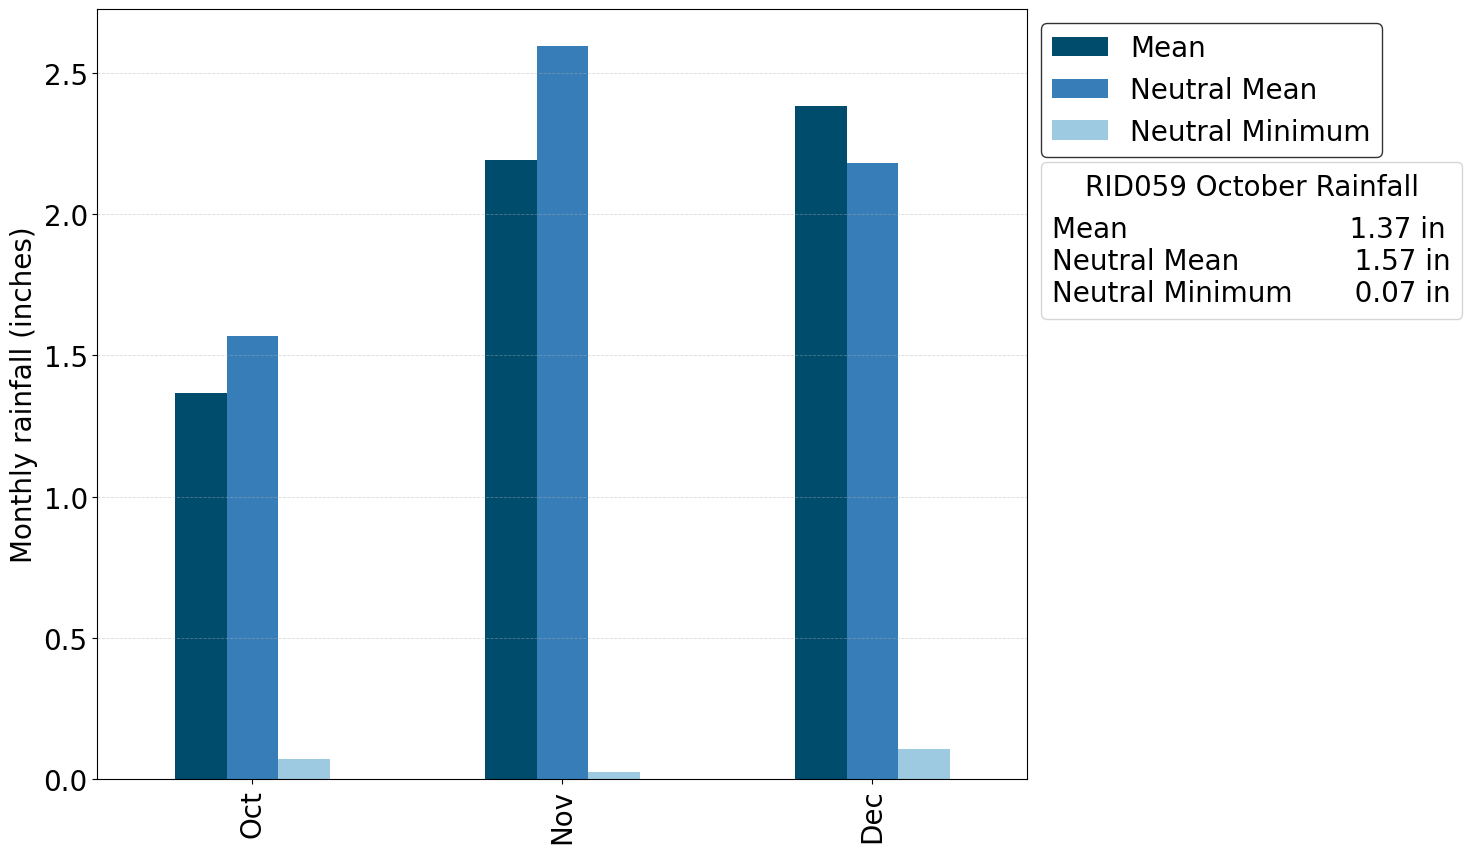 Mean
Neutral Mean
Neutral Minimum
RID059 October Rainfall
Mean 1.37 in
Neutral Mean 1.57 in
Neutral Minimum 0.07 in
Monthly rainfall (inches)
2.5
2.0
1.5
1.0
0.5
0.0
Oct
Nov
Dec